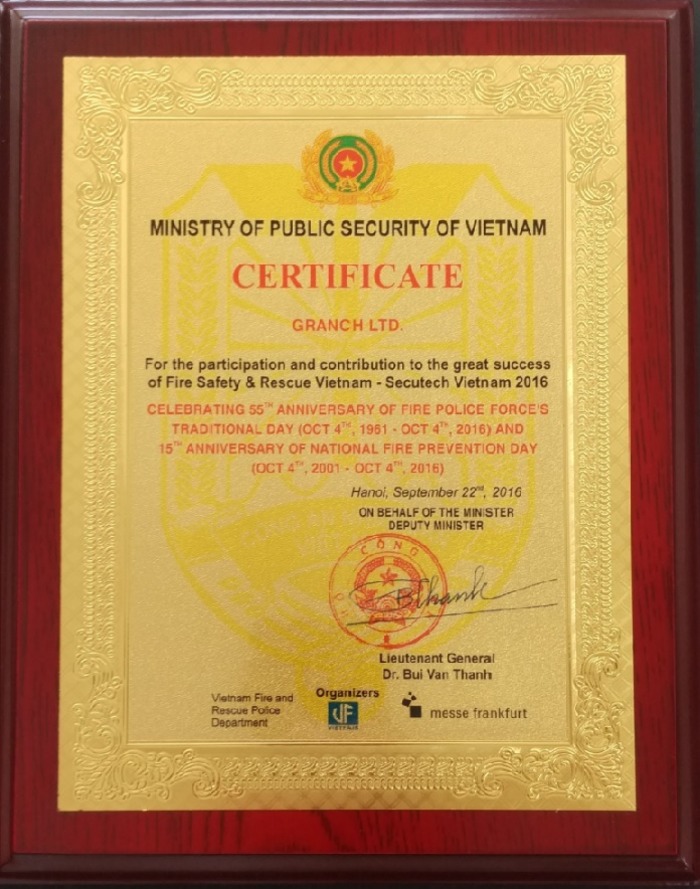 MINISTRY OF PUBLIC SECURITY OF VIETNAM
CERTIFICATE
GRANCH LTD.
For the participation and contribution to the great success
of Fire Safety & Rescue Vietnam - Secutech Vietnam 2016
CELEBRATING 55TH ANNIVERSARY OF FIRE POLICE FORCE'S
TRADITIONAL DAY (OCT 4TH, 1961 - OCT 4TH, 2016) AND
15TH ANNIVERSARY OF NATIONAL FIRE PREVENTION DAY
(OCT 4TH, 2001 - OCT 4TH, 2016)
Hanoi, September 22nd, 2016
ON BEHALF OF THE MINISTER
DEPUTY MINISTER
CÔNG
Lieutenant General
Dr. Bui Van Thanh
Organizers
Vietnam Fire and
Rescue Police
Department
VF
VIETFAIR
messe frankfurt